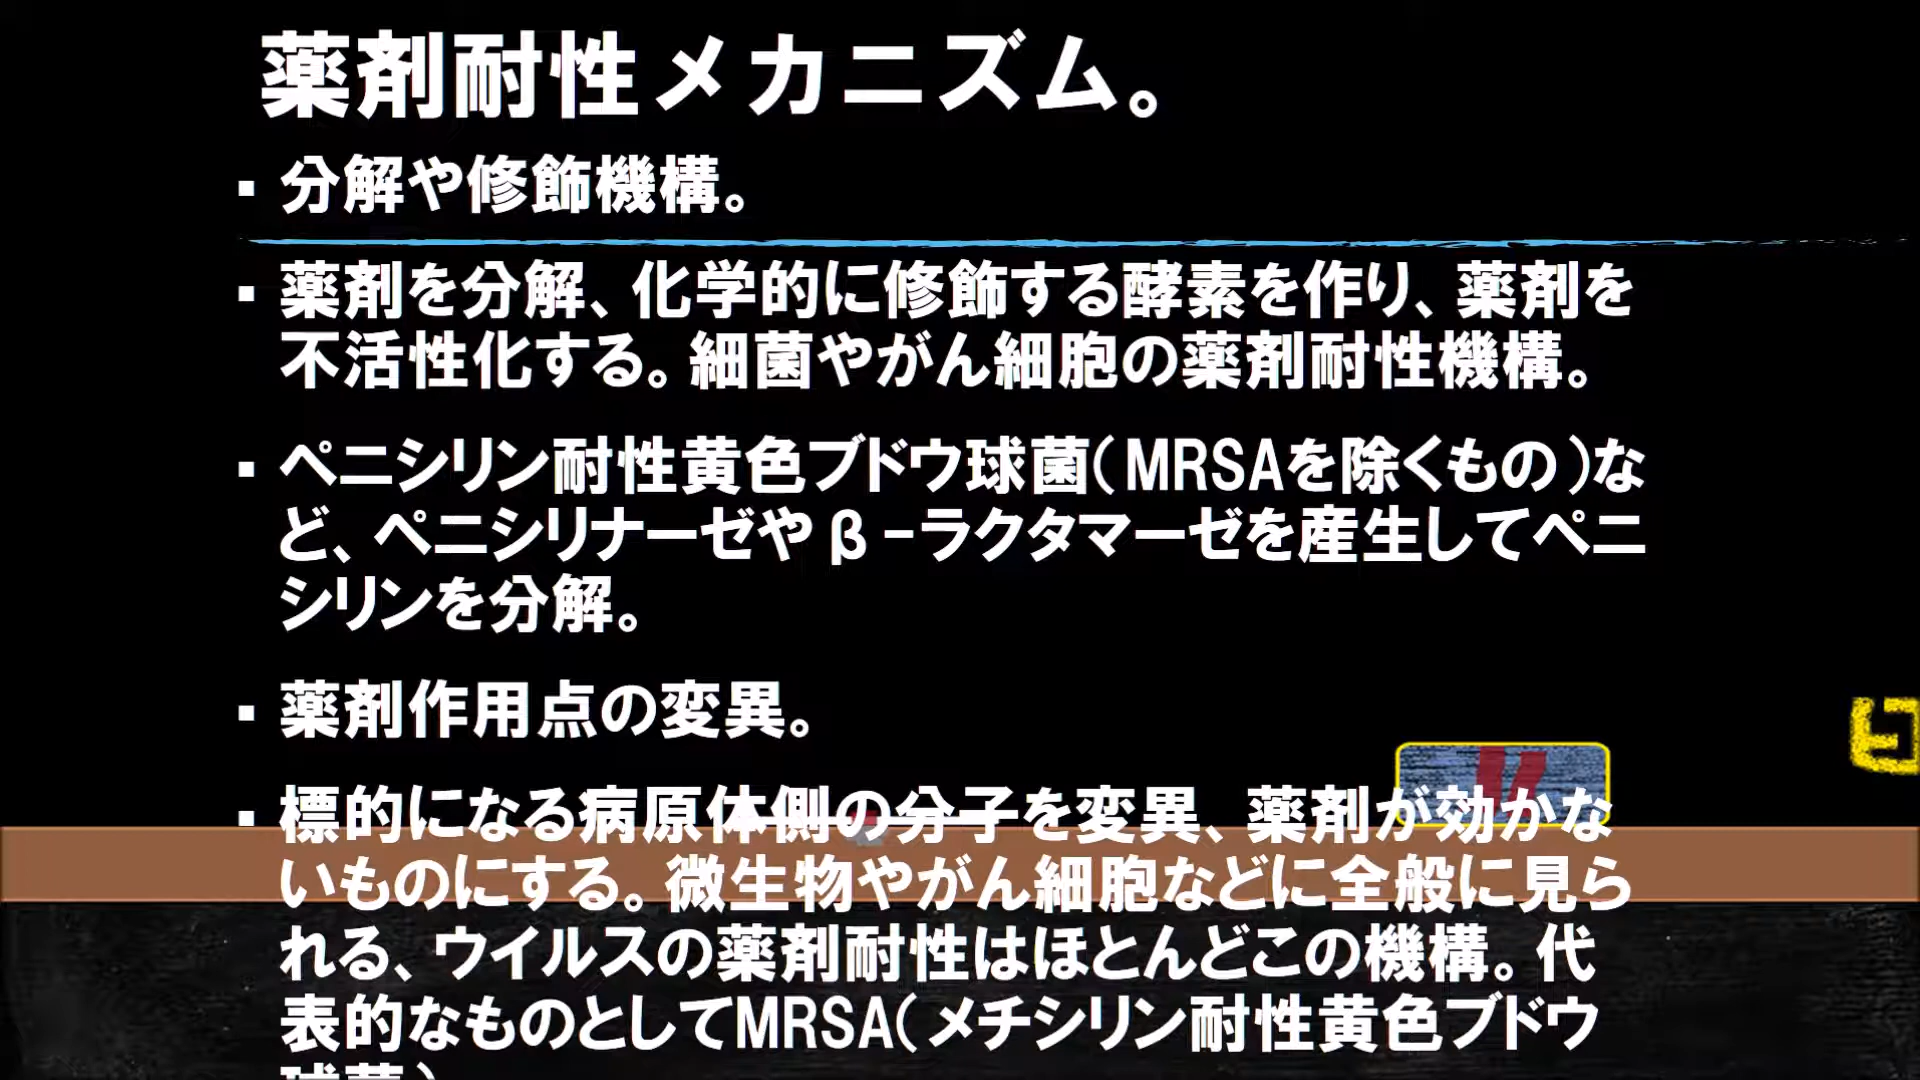 薬剤耐性メカニズム。
▪ 分解や修飾機構。
▪ 薬剤を分解、化学的に修飾する酵素を作り、薬剤を
不活性化する。細菌やがん細胞の薬剤耐性機構。
▪ ペニシリン耐性黄色ブドウ球菌(MRSAを除くもの)な
ど、ペニシリナーゼやβ-ラクタマーゼを産生してペニ
シリンを分解。
▪ 薬剤作用点の変異。
▪ 標的になる病原体側の分子を変異、薬剤が効かな
いものにする。微生物やがん細胞などに全般に見ら
れる、ウイルスの薬剤耐性はほとんどこの機構。代
表的なものとしてMRSA(メチシリン耐性黄色ブドウ
球菌)